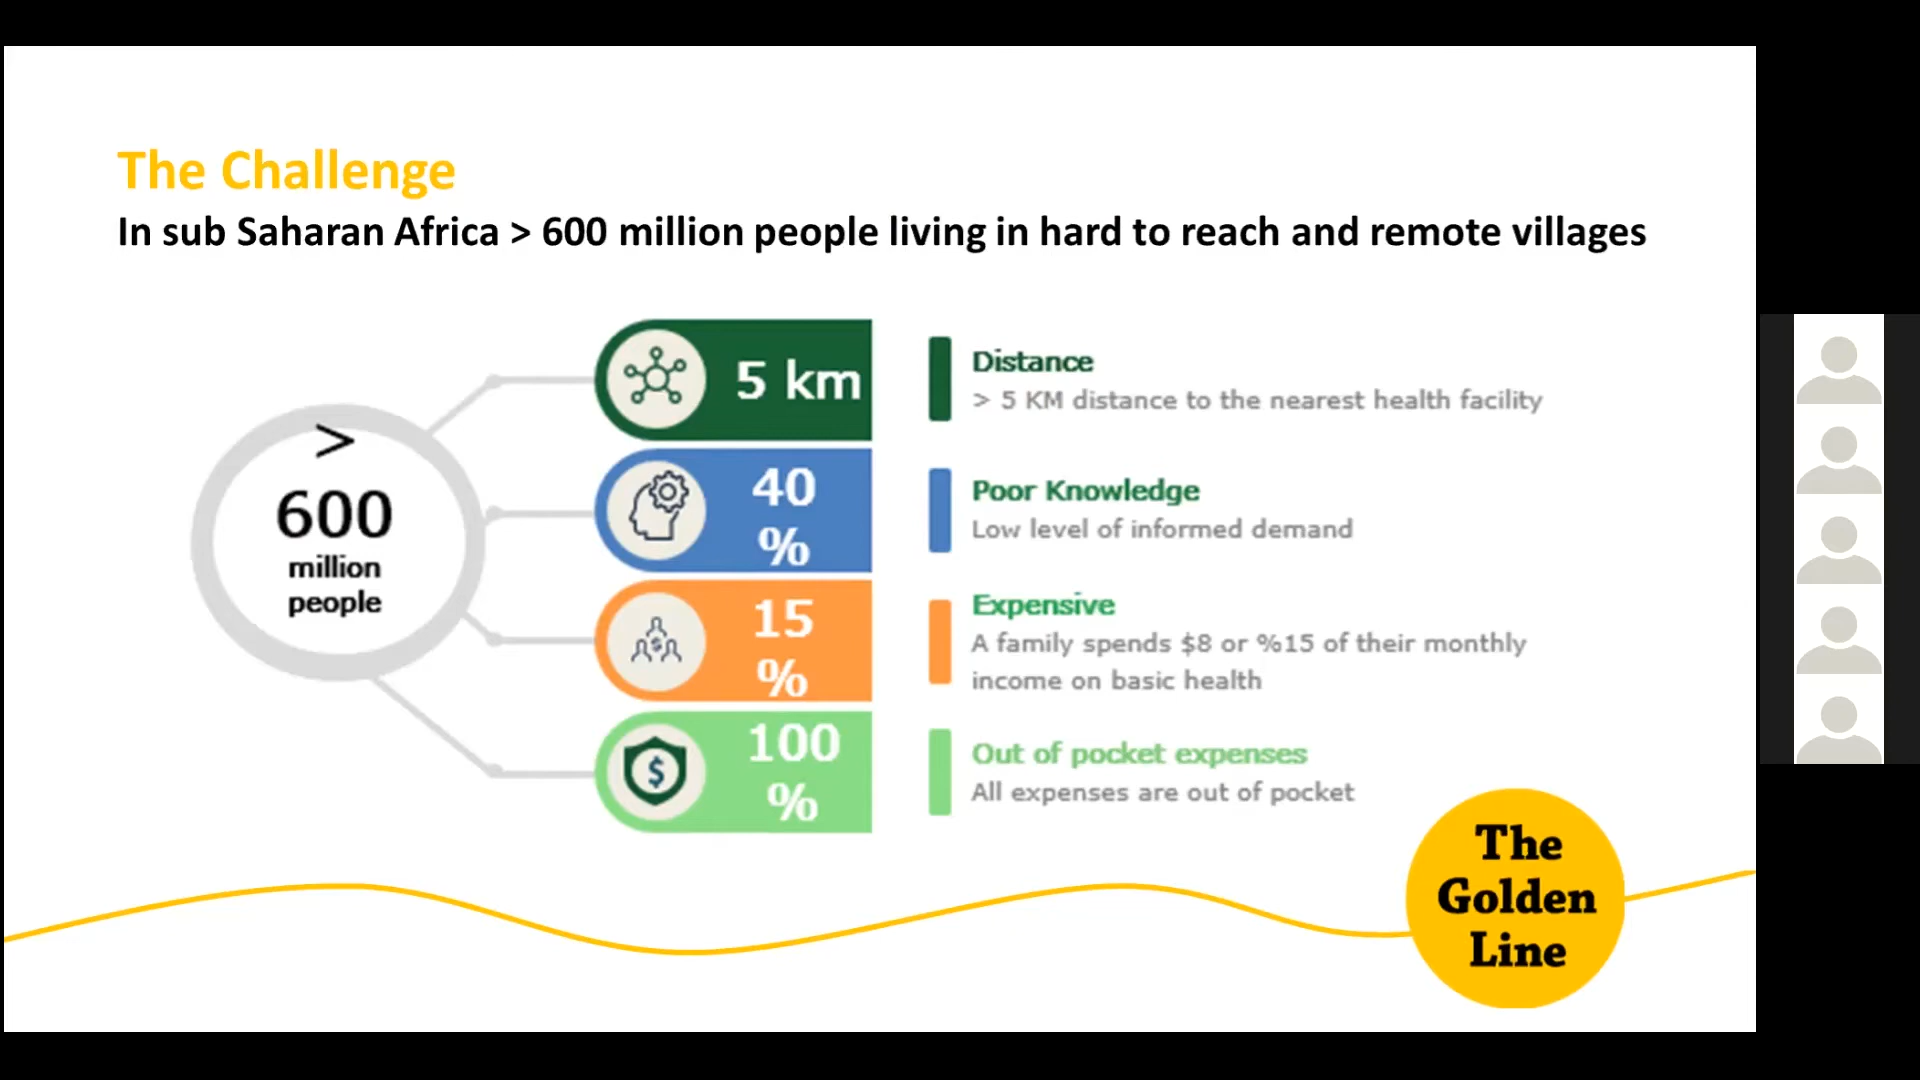 The Challenge
In sub Saharan Africa > 600 million people living in hard to reach and remote villages
>
600
million
people
5 km
Distance
> 5 KM distance to the nearest health facility
40
%
Poor Knowledge
Low level of informed demand
15
%
Expensive
A family spends $8 or %15 of their monthly
income on basic health
100
%
Out of pocket expenses
All expenses are out of pocket
The
Golden
Line